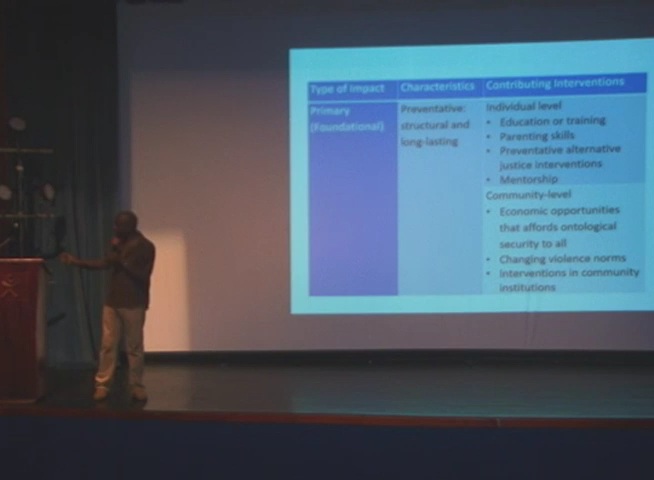 Type of Impact Characteristics Contributing Interventions
Primary
(Foundational)
Preventative:
structural and
long-lasting
Individual level
• Education or training
• Parenting skills
• Preventative alternative
justice interventions
• Mentorship
Community-level
• Economic opportunities
that affords ontological
security to all
• Changing violence norms
• Interventions in community
institutions